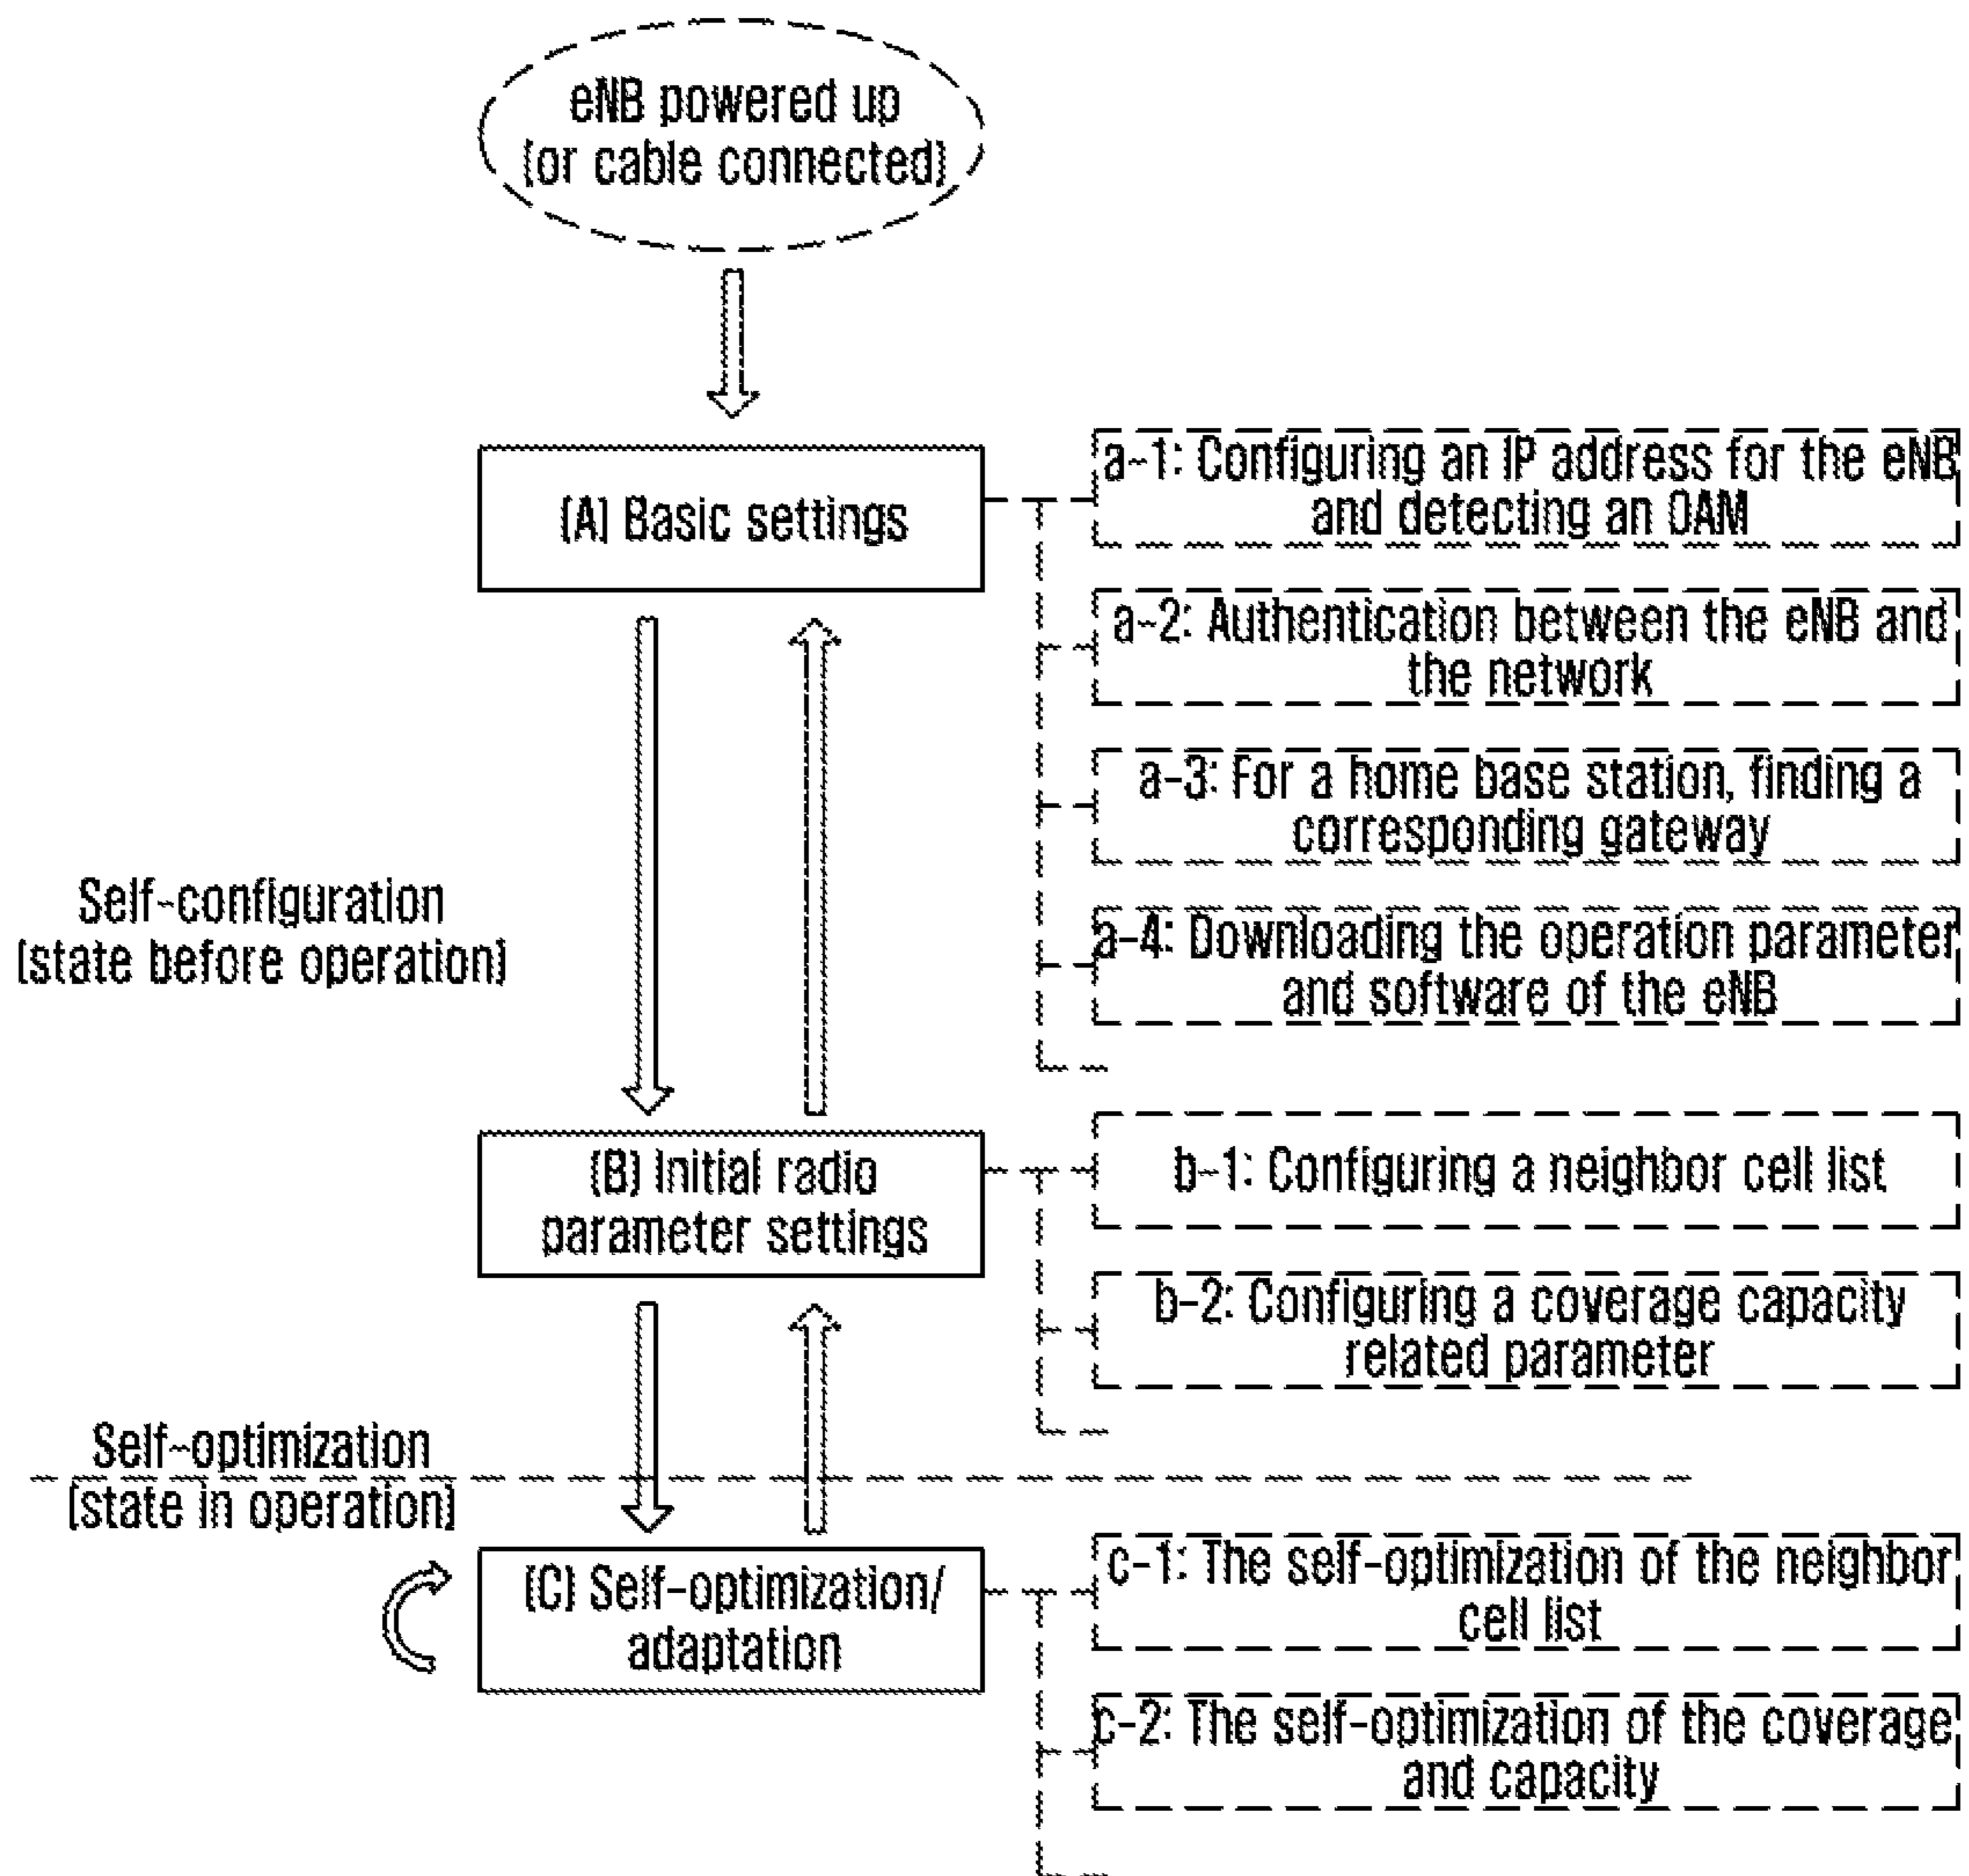 eNB powered up
(or cable connected)
(A) Basic settings
a-1: Configuring an IP address for the eNB
and detecting an OAM
a-2: Authentication between the eNB and
the network
a-3: For a home base station, finding a
corresponding gateway
a-4: Downloading the operation parameter
and software of the eNB
Self-configuration
(state before operation)
(B) Initial radio
parameter settings
b-1: Configuring a neighbor cell list
b-2: Configuring a coverage capacity
related parameter
Self-optimization
(state in operation)
(C) Self-optimization/
adaptation
c-1: The self-optimization of the neighbor
cell list
c-2: The self-optimization of the coverage
and capacity